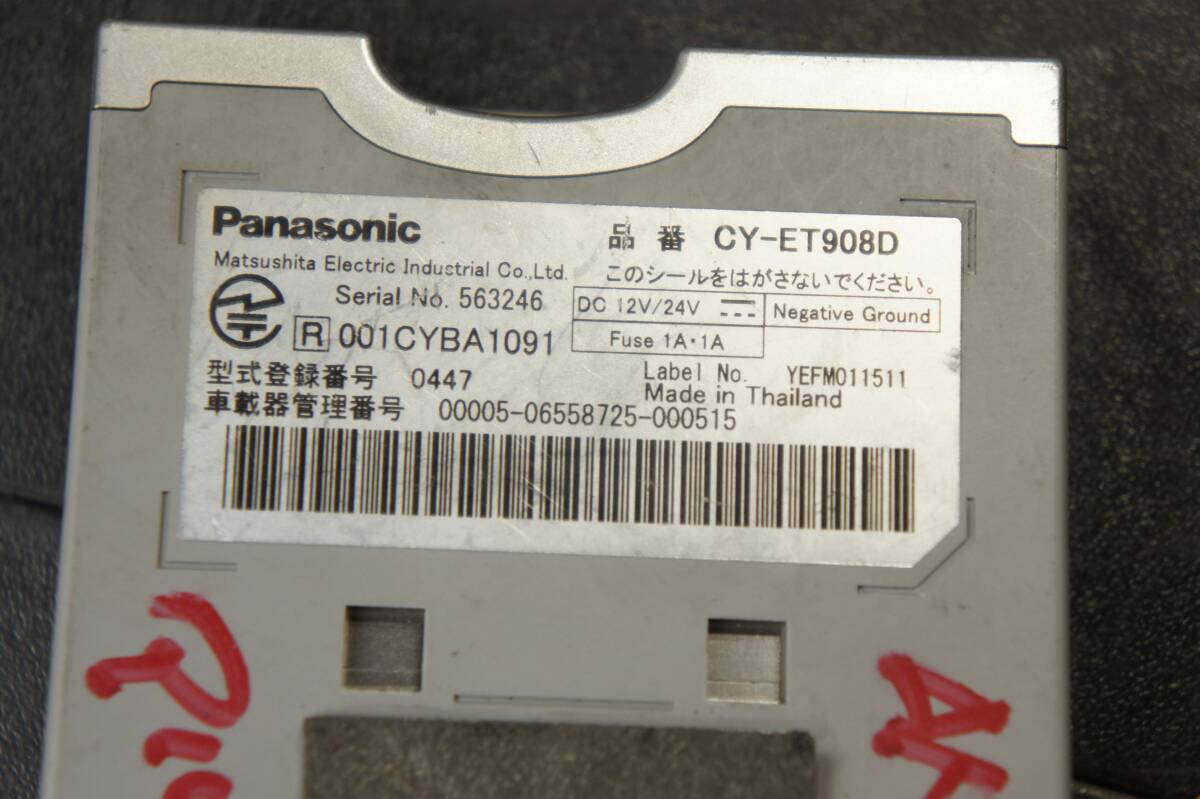 Panasonic
品番 CY-ET908D
Matsushita Electric Industrial Co.,Ltd.
このシールをはがさないでください。
Serial No. 563246
DC 12V/24V
Negative Ground
R 001CYBA1091
Fuse 1A・1A
型式登録番号 0447
Label No. YEFM011511
Made in Thailand
車載器管理番号 00005-06558725-000515